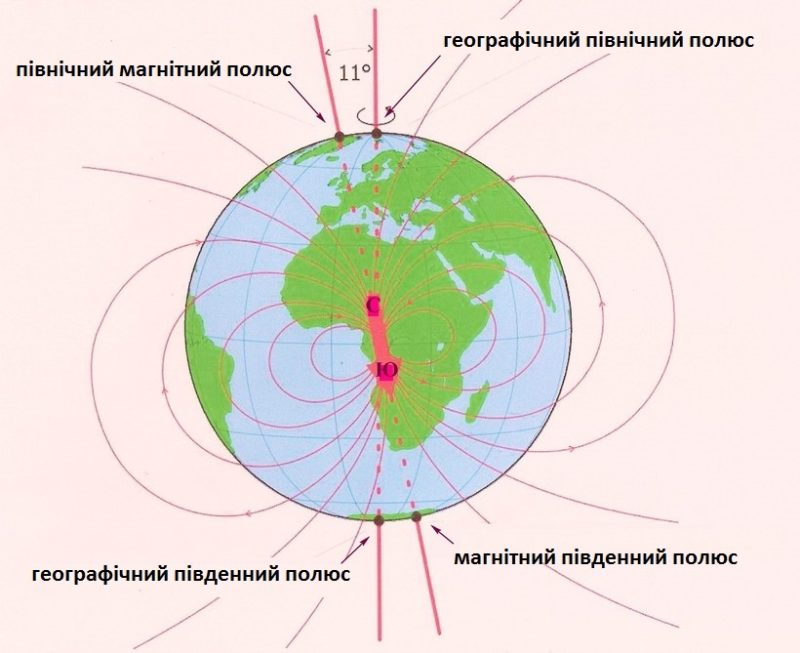 географічний північний полюс
північний магнітний полюс
11°
С
Ю
географічний південний полюс
магнітний південний полюс